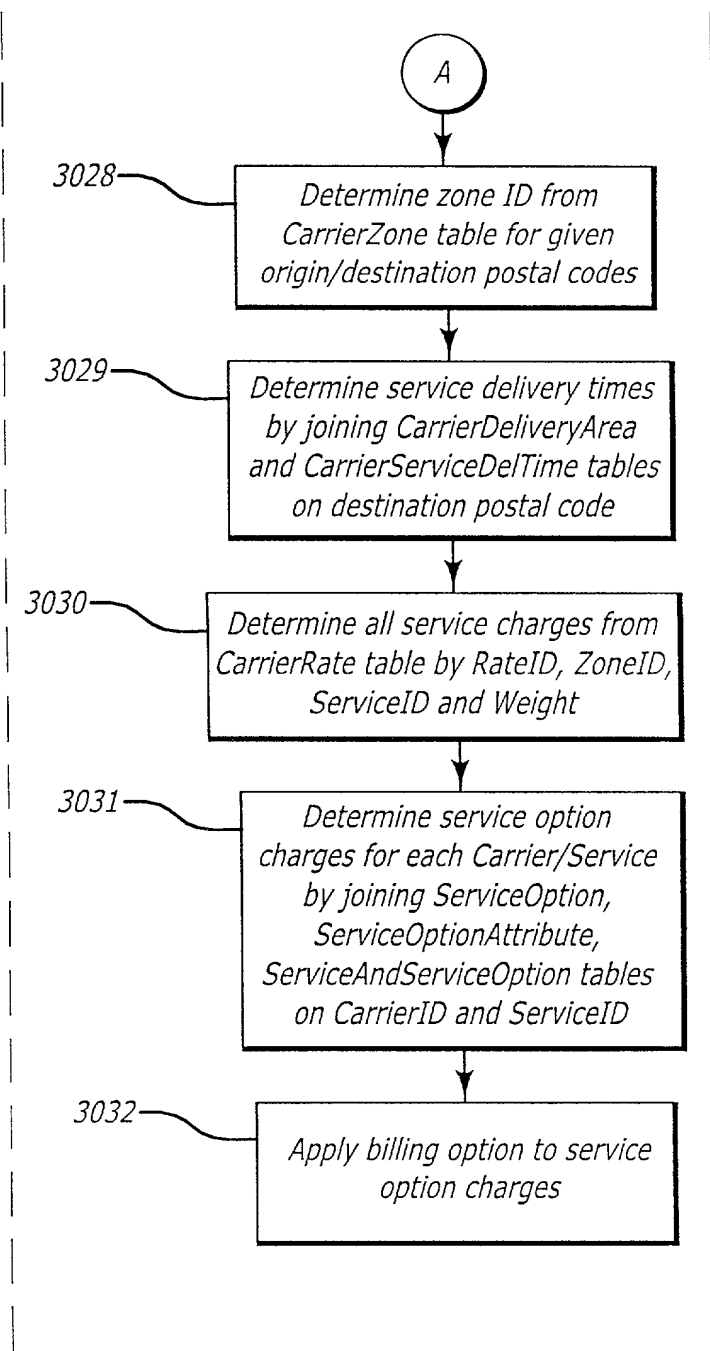 A
3028
Determine zone ID from
CarrierZone table for given
origin/destination postal codes
3029
Determine service delivery times
by joining CarrierDeliveryArea
and CarrierServiceDelTime tables
on destination postal code
3030
Determine all service charges from
CarrierRate table by RateID, ZoneID,
ServiceID and Weight
3031
Determine service option
charges for each Carrier/Service
by joining ServiceOption,
ServiceOptionAttribute,
ServiceAndServiceOption tables
on CarrierID and ServiceID
3032
Apply billing option to service
option charges